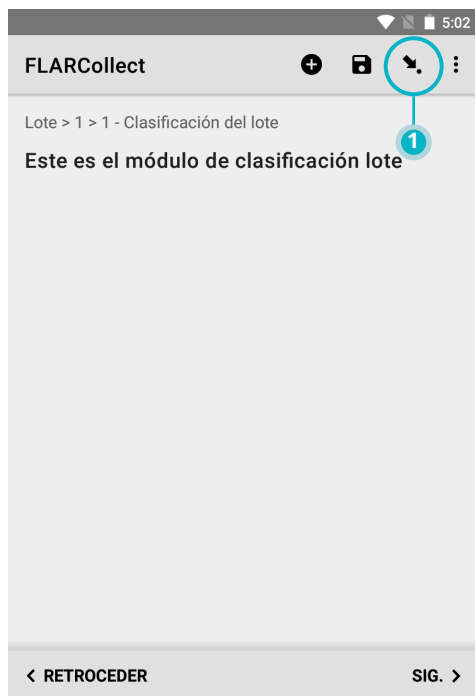 5:02
FLARCollect
1
Lote > 1 > 1 - Clasificación del lote
Este es el módulo de clasificación lote
< RETROCEDER
SIG. >